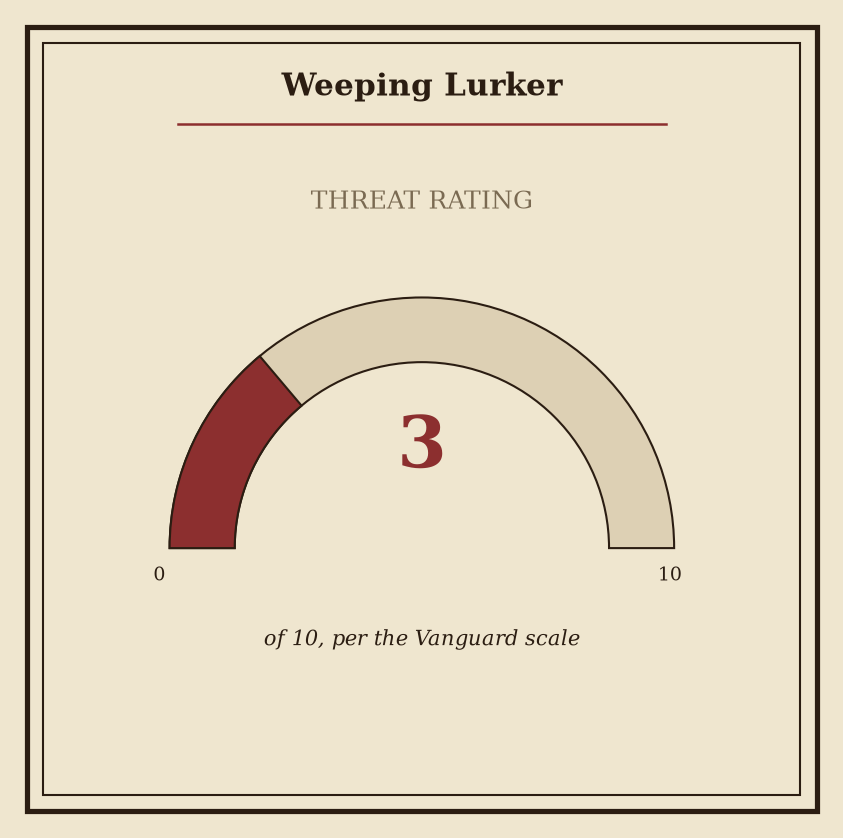 Weeping Lurker
THREAT RATING
3
0
10
of 10, per the Vanguard scale